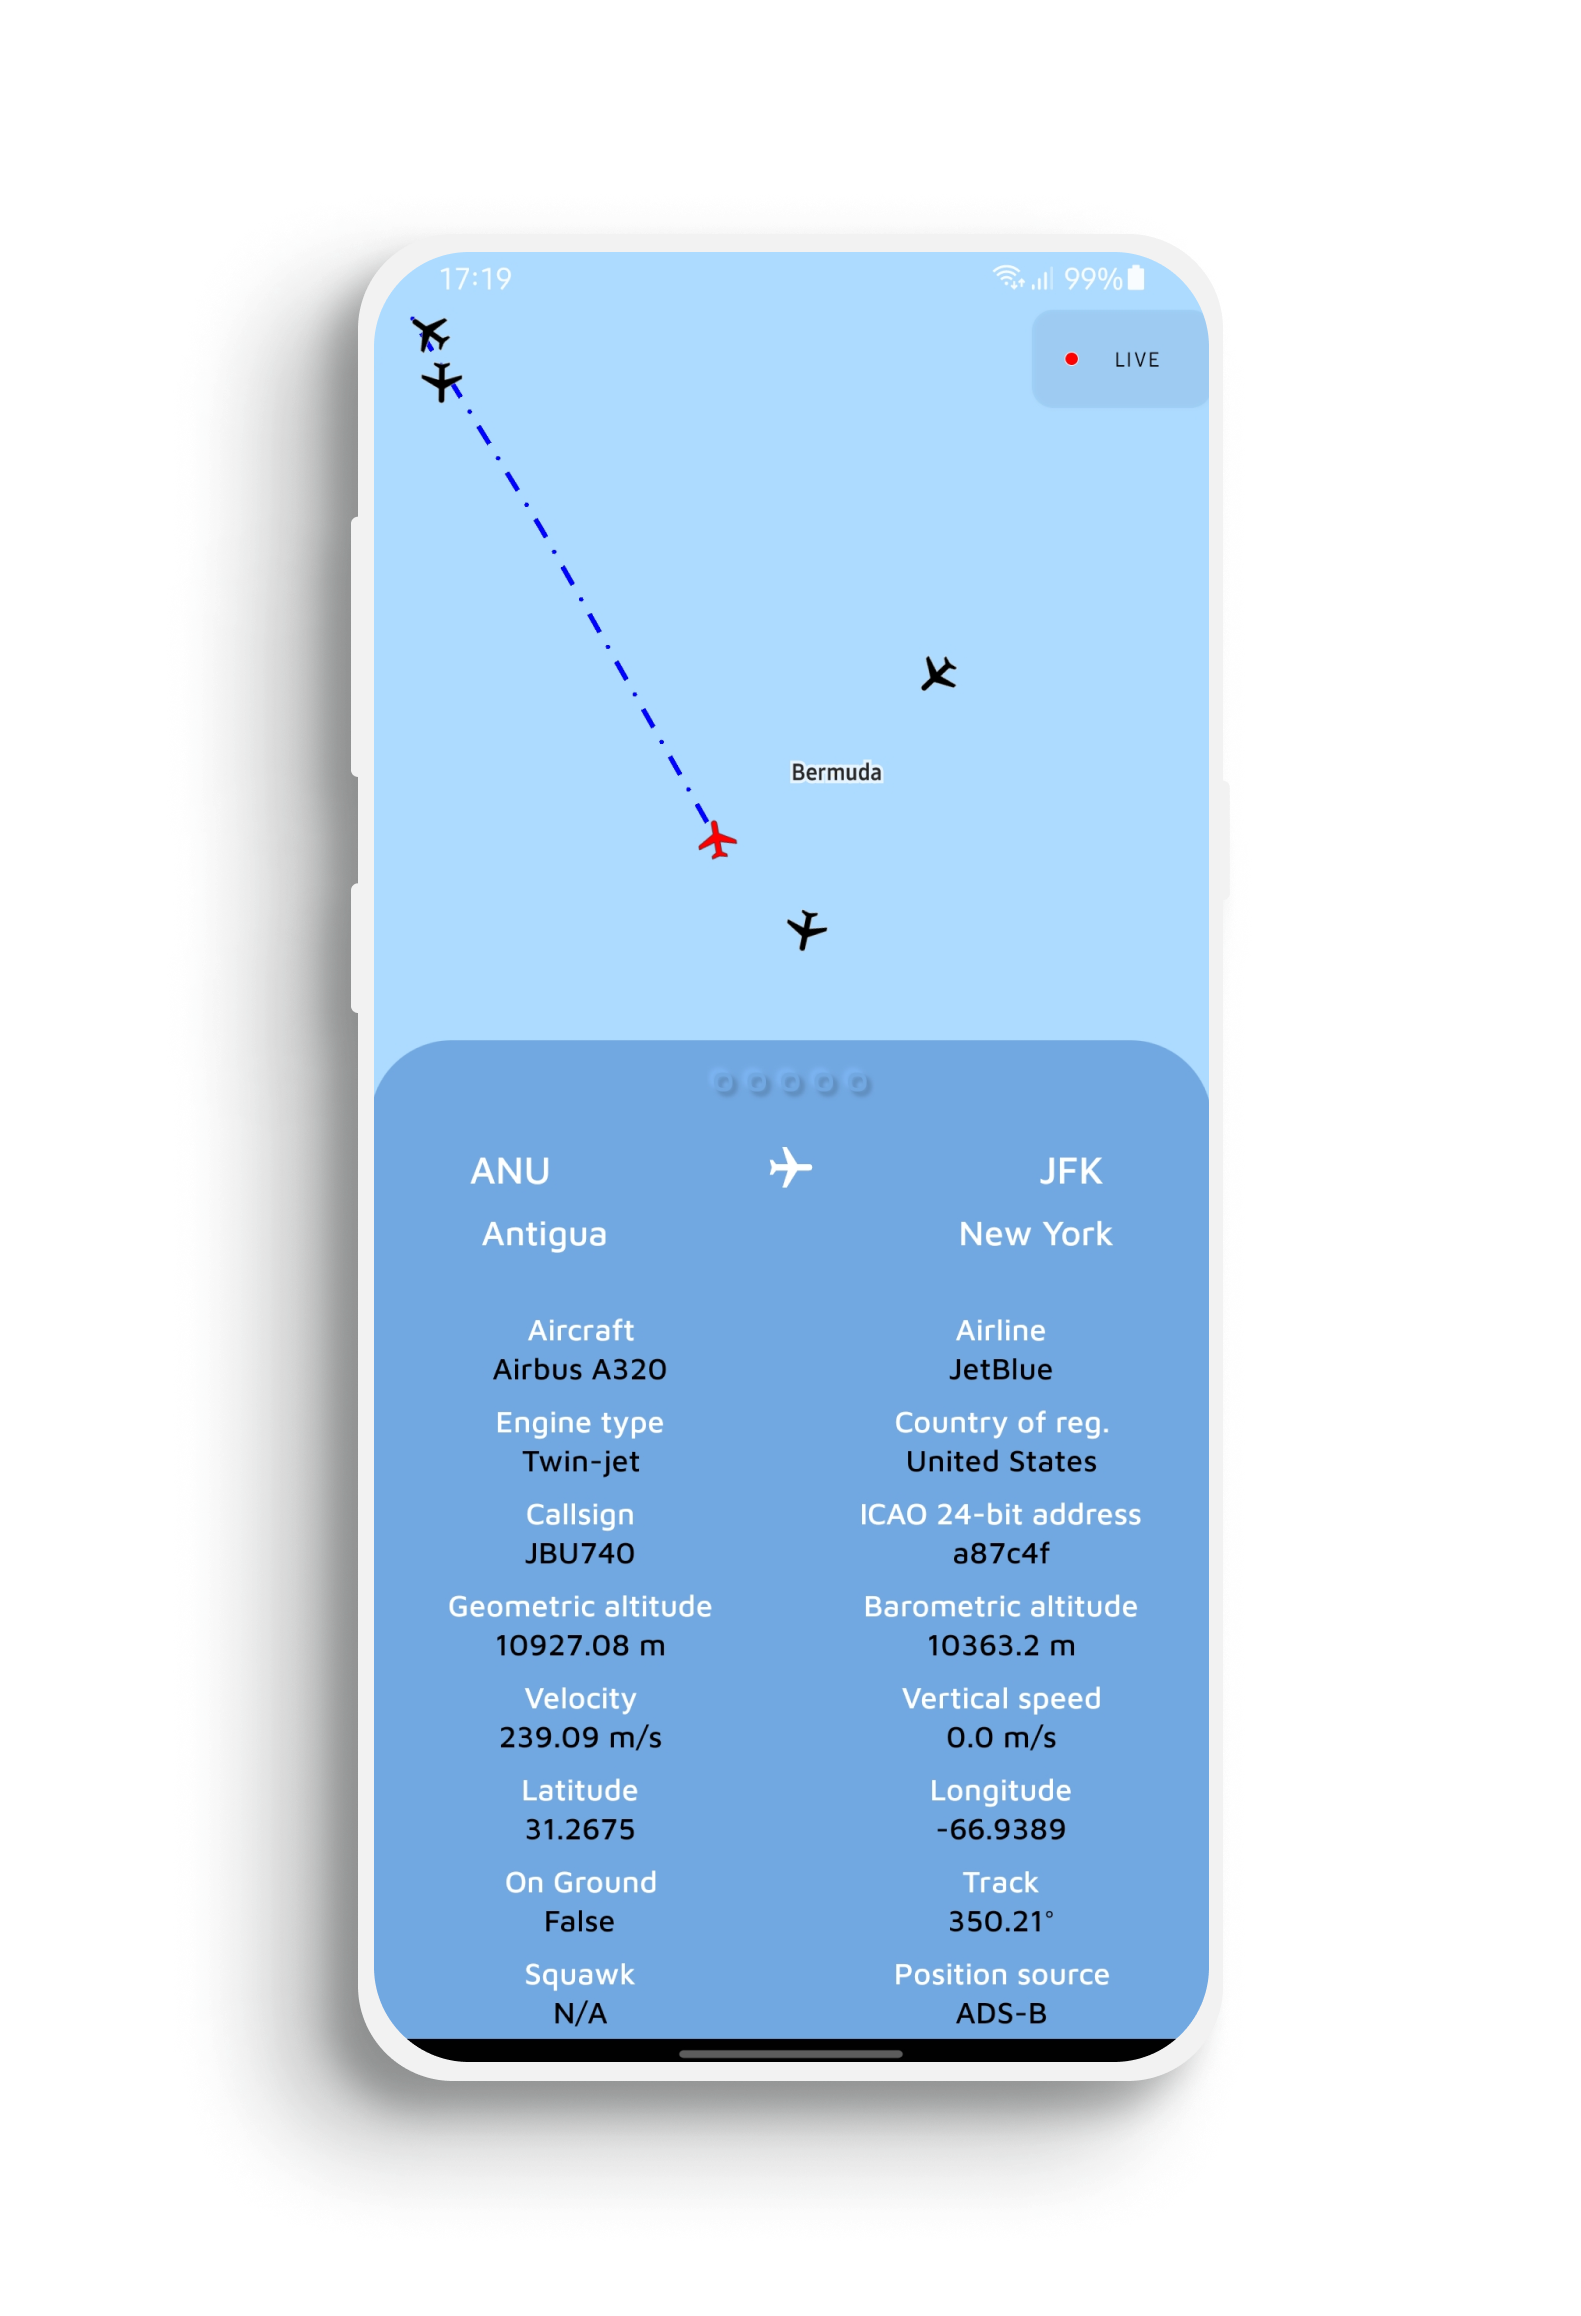 17:19 99%
LIVE
Bermuda
ANU JFK
Antigua New York
Aircraft Airline
Airbus A320 JetBlue
Engine type Country of reg.
Twin-jet United States
Callsign ICAO 24-bit address
JBU740 a87c4f
Geometric altitude Barometric altitude
10927.08 m 10363.2 m
Velocity Vertical speed
239.09 m/s 0.0 m/s
Latitude Longitude
31.2675 -66.9389
On Ground Track
False 350.21°
Squawk Position source
N/A ADS-B